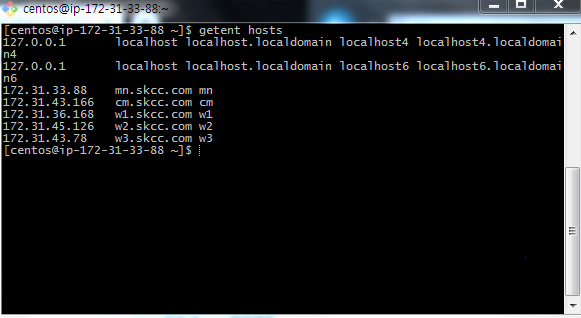 centos@ip-172-31-33-88:~
[centos@ip-172-31-33-88 ~]$ getent hosts
127.0.0.1       localhost localhost.localdomain localhost4 localhost4.localdomai
n4
127.0.0.1       localhost localhost.localdomain localhost6 localhost6.localdomai
n6
172.31.33.88    mn.skcc.com mn
172.31.43.166   cm.skcc.com cm
172.31.36.168   w1.skcc.com w1
172.31.45.126   w2.skcc.com w2
172.31.43.78    w3.skcc.com w3
[centos@ip-172-31-33-88 ~]$